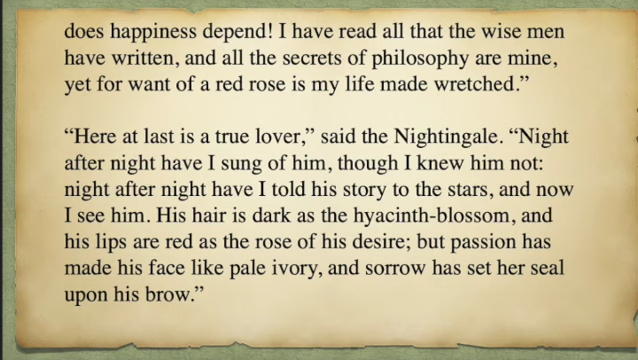 does happiness depend! I have read all that the wise men
have written, and all the secrets of philosophy are mine,
yet for want of a red rose is my life made wretched.”
“Here at last is a true lover,” said the Nightingale. “Night
after night have I sung of him, though I knew him not:
night after night have I told his story to the stars, and now
I see him. His hair is dark as the hyacinth-blossom, and
his lips are red as the rose of his desire; but passion has
made his face like pale ivory, and sorrow has set her seal
upon his brow.”